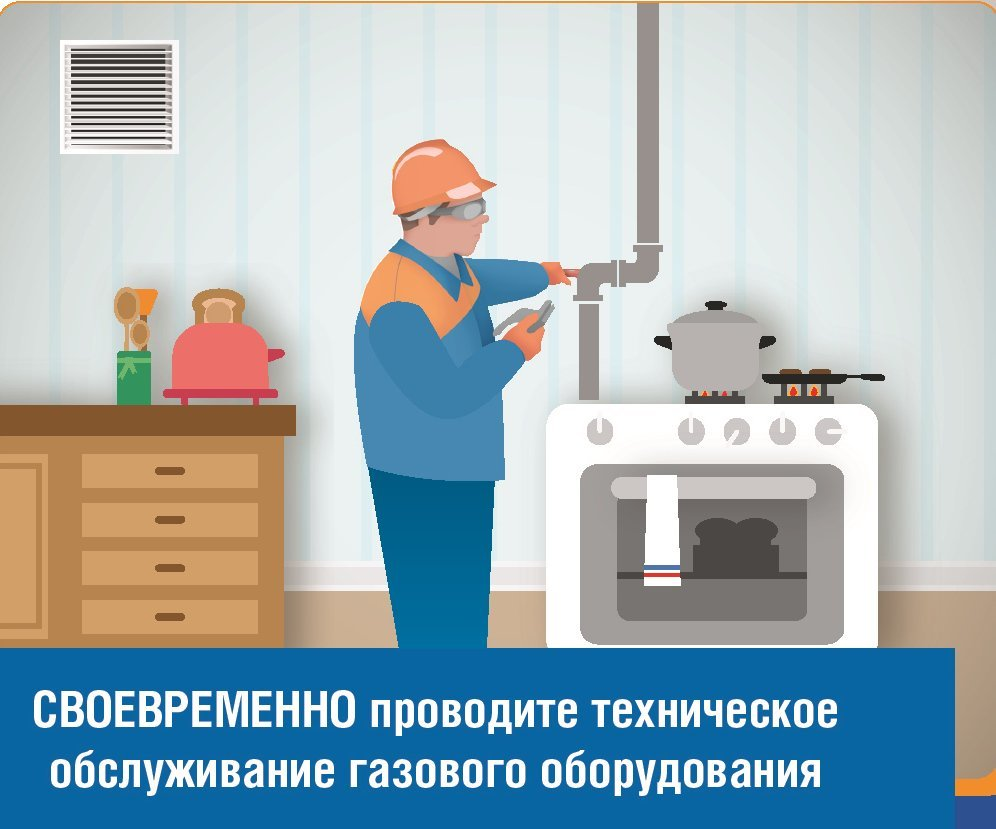 СВОЕВРЕМЕННО проводите техническое
обслуживание газового оборудования